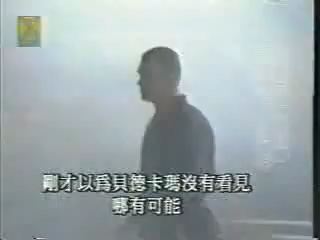 剛才以爲貝德卡瑪沒有看見
哪有可能